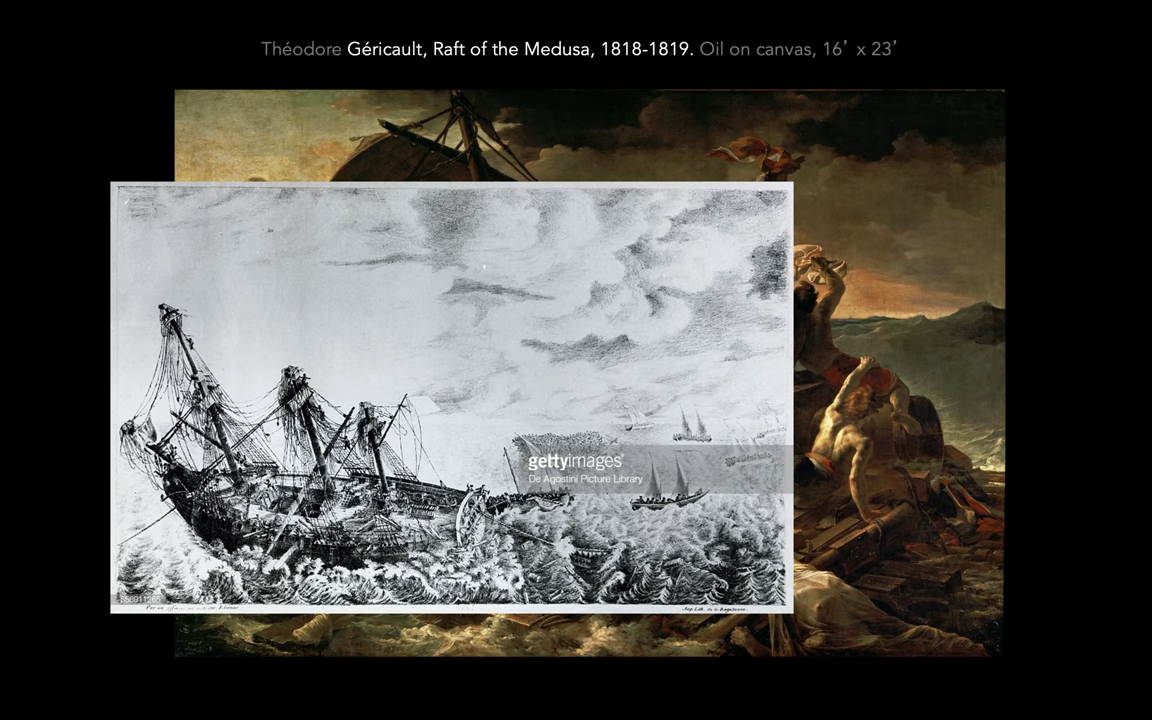 Théodore Géricault, Raft of the Medusa, 1818-1819. Oil on canvas, 16’ x 23’
gettyimages®
De Agostini Picture Library